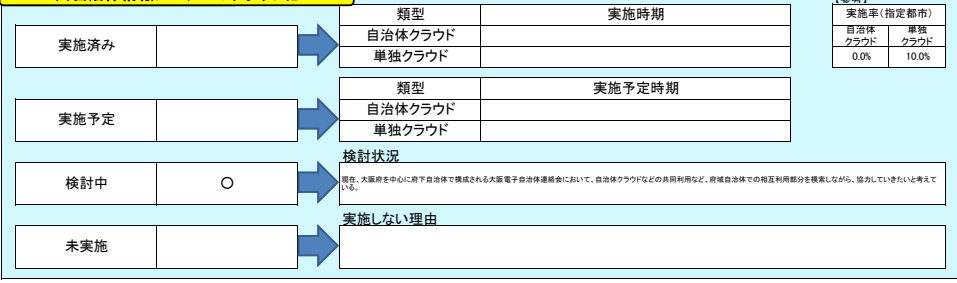 類型 実施時期
実施済み
自治体クラウド
単独クラウド
実施率(指定都市)
自治体クラウド 単独クラウド
0.0% 10.0%
類型 実施予定時期
実施予定
自治体クラウド
単独クラウド
検討状況
検討中 ○
現在、大阪府を中心に府下自治体で構成される大阪電子自治体連絡会において、自治体クラウドなどの共同利用など、府域自治体での相互利用部分を模索しながら、協力していきたいと考えて
いる。
実施しない理由
未実施